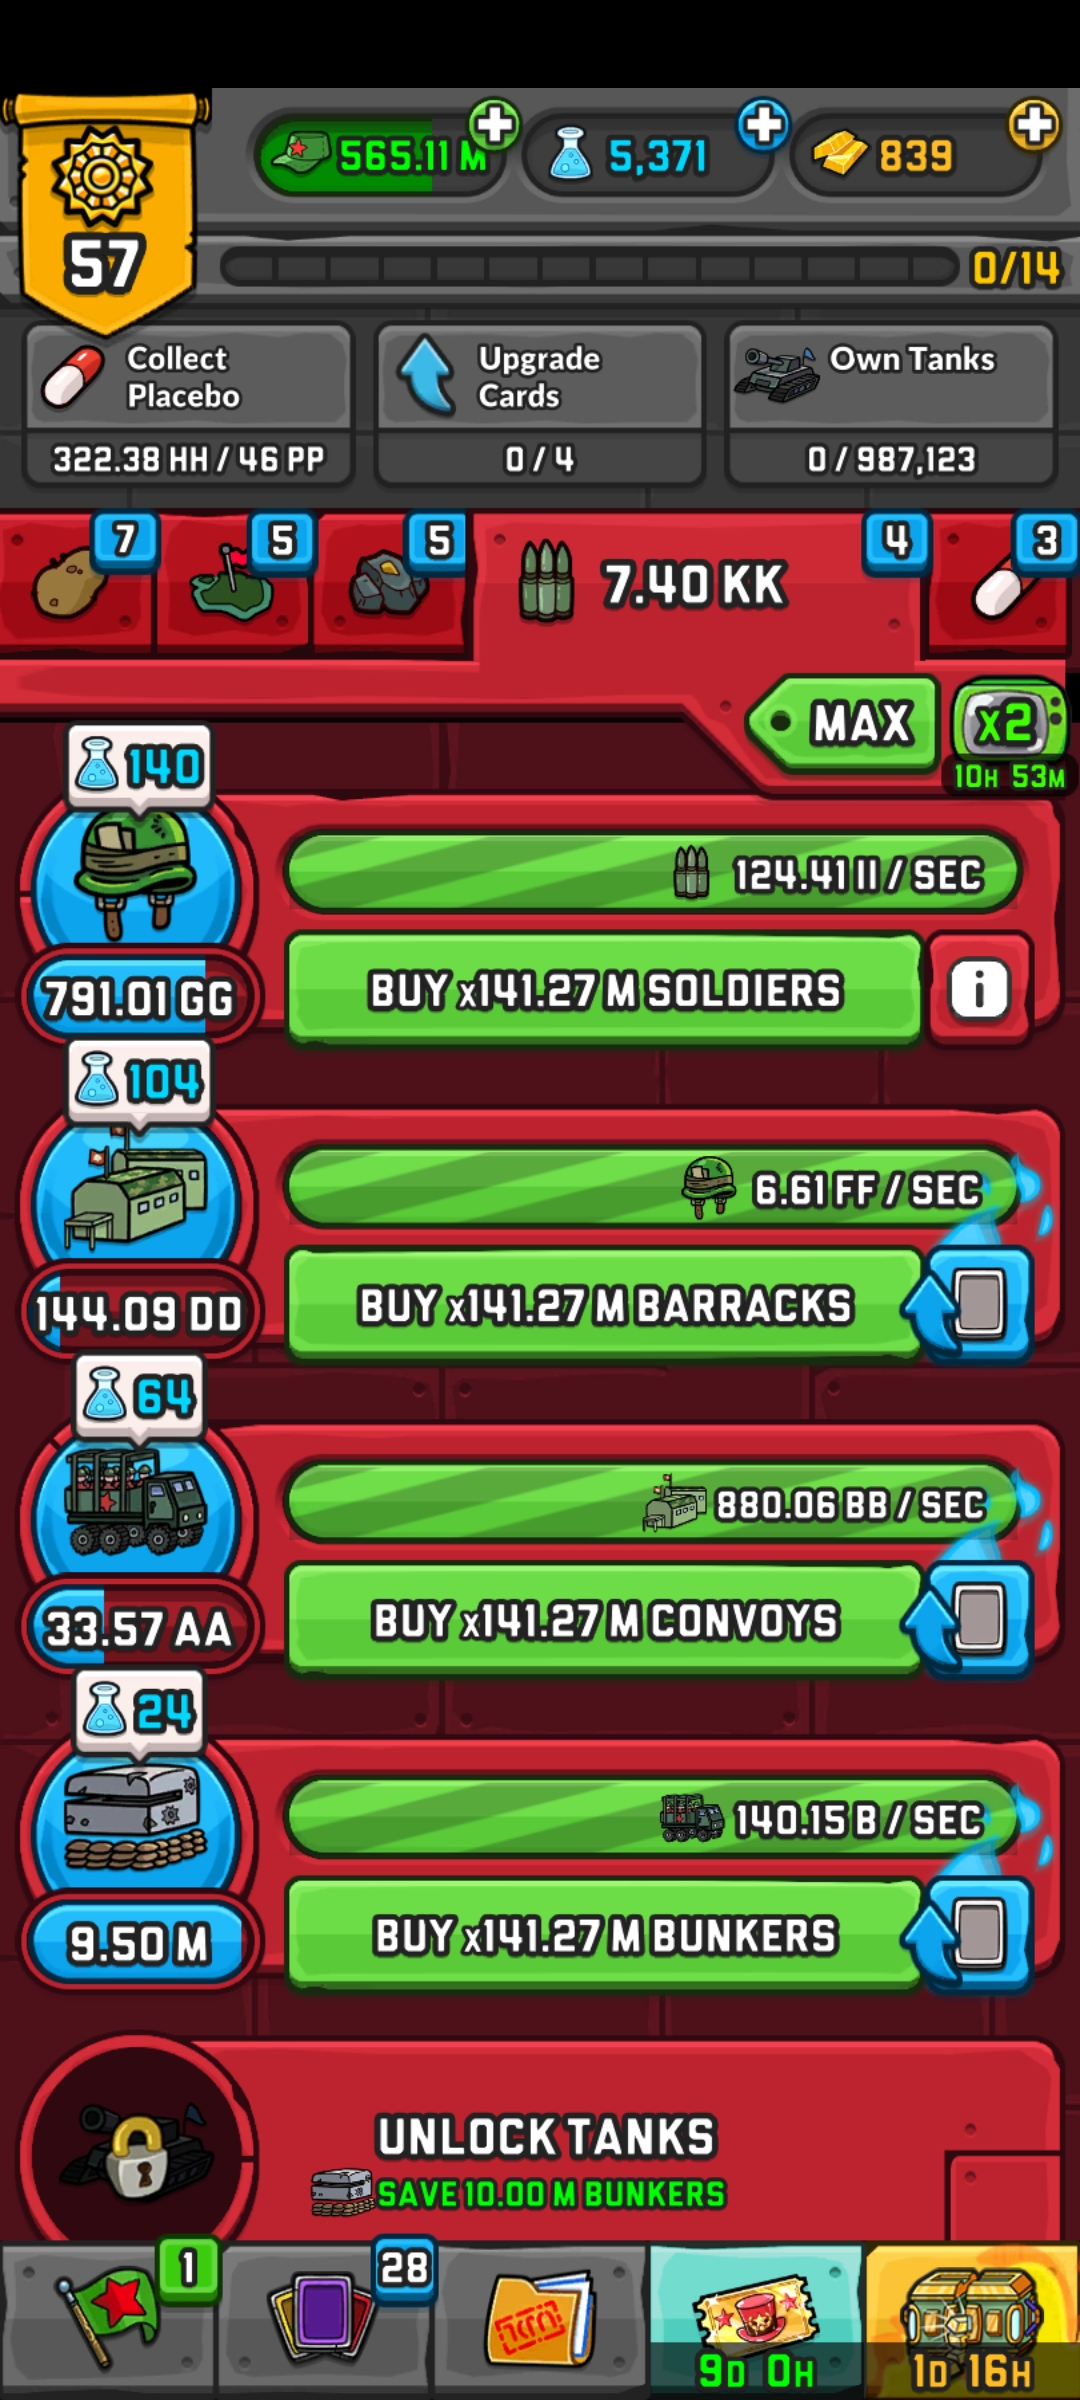 565.11 M
5,371
839
57
0/14
Collect
Placebo
Upgrade
Cards
Own Tanks
322.38 HH / 46 PP
0 / 4
0 / 987,123
7
5
5
7.40 KK
4
3
MAX
x2
10H 53M
140
124.41 II / SEC
791.01 GG
BUY x141.27 M SOLDIERS
i
104
6.61 FF / SEC
144.09 DD
BUY x141.27 M BARRACKS
64
880.06 BB / SEC
33.57 AA
BUY x141.27 M CONVOYS
24
140.15 B / SEC
9.50 M
BUY x141.27 M BUNKERS
UNLOCK TANKS
SAVE 10.00 M BUNKERS
1
28
9D 0H
1D 16H